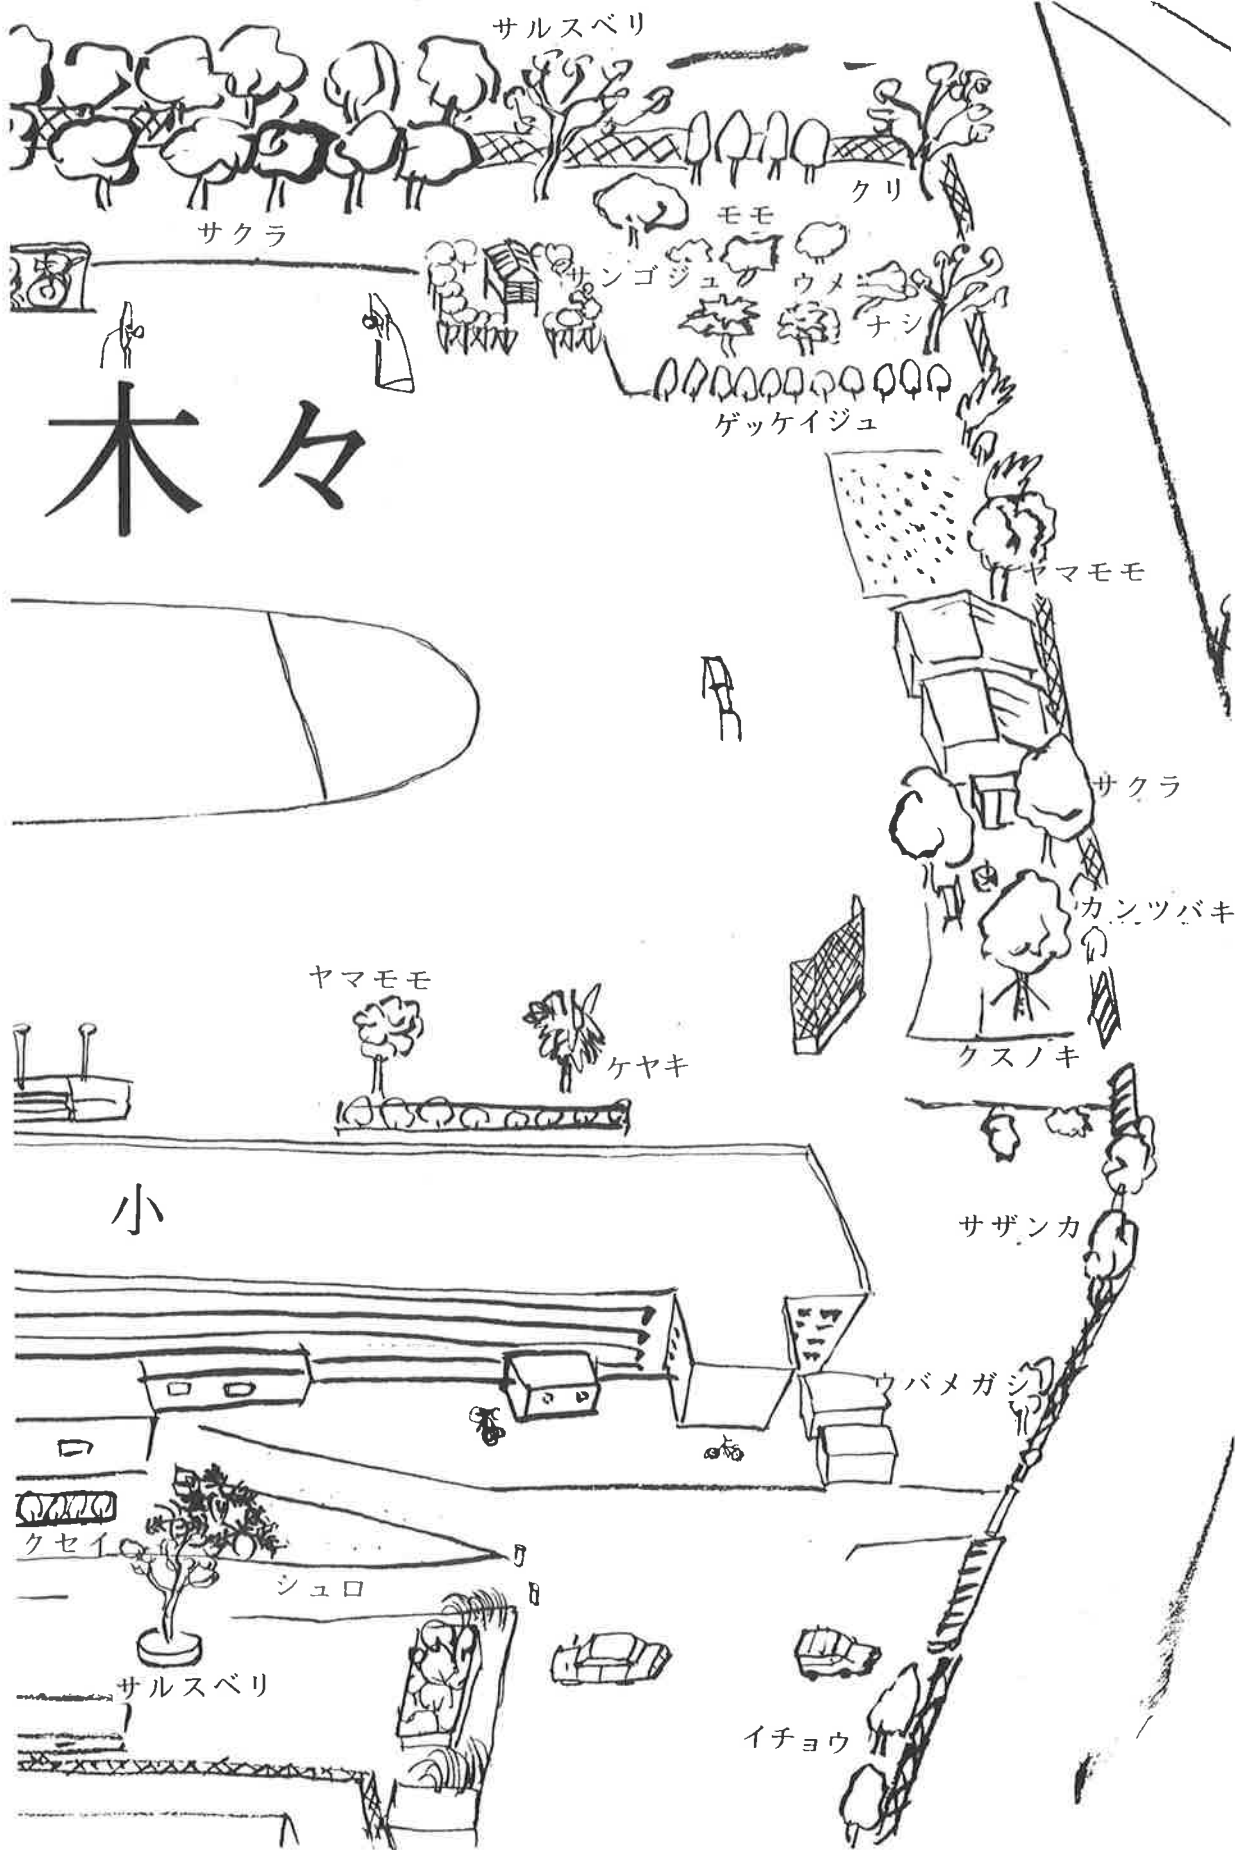 サルスベリ
クリ
サクラ
モモ
サンゴジュ
ウメ
ナシ
ゲッケイジュ
木々
ヤマモモ
サクラ
カンツバキ
ヤマモモ
ケヤキ
クスノキ
小
サザンカ
ウバメガシ
クセイ
シュロ
サルスベリ
イチョウ